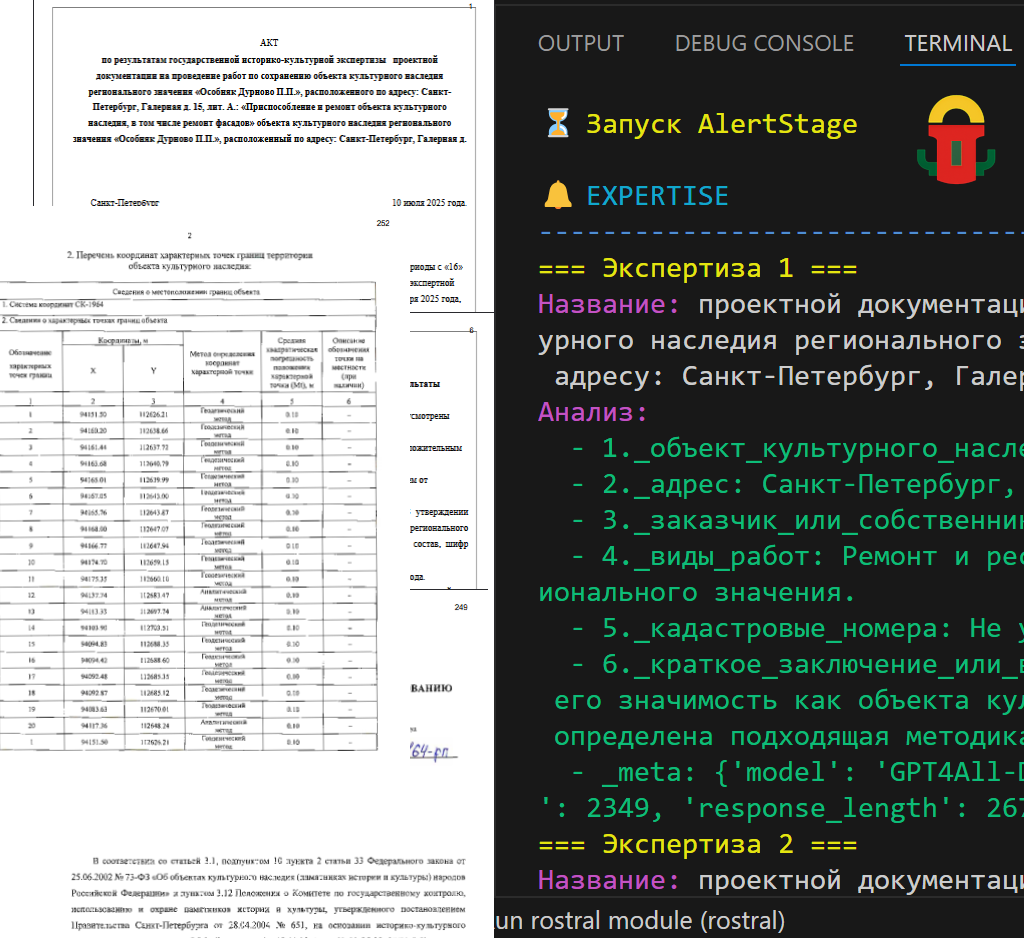 1
АКТ
по результатам государственной историко-культурной экспертизы проектной
документации на проведение работ по сохранению объекта культурного наследия
регионального значения «Особняк Дурново П.П.», расположенного по адресу: Санкт-
Петербург, Галерная д. 15, лит. А.: «Приспособление и ремонт объекта культурного
наследия, в том числе ремонт фасадов» объекта культурного наследия регионального
значения «Особняк Дурново П.П.», расположенный по адресу: Санкт-Петербург, Галерная д.
Санкт-Петербург 10 июля 2025 года.
252
2
2. Перечень координат характерных точек границ территории
объекта культурного наследия:
Сведения о местоположении границ объекта
1. Система координат СК-1964
2. Сведения о характерных точках границ объекта
Обозначение характерных точек границ
Координаты, м
X Y
Метод определения координат характерной точки
Средняя квадратическая погрешность положения характерной точки (Mt), м
Описание обозначения точки на местности (при наличии)
1 2 3 4 5 6
1 94151.50 112626.21 Геодезический метод 0.10 –
2 94160.20 112638.66 Геодезический метод 0.10 –
3 112637.72 Геодезический метод 0.10 –
4 94163.68 112640.79 Геодезический метод 0.10 –
5 94165.01 112639.99 Геодезический метод 0.10 –
6 94167.05 112643.00 Геодезический метод 0.10 –
7 94165.76 112643.87 Геодезический метод 0.10 –
8 94168.00 112647.07 Геодезический метод 0.10 –
9 94166.77 112647.94 Геодезический метод 0.10 –
10 94174.70 112659.15 Геодезический метод 0.10 –
11 94175.35 112660.10 Геодезический метод 0.10 –
12 112683.47 Аналитический метод 0.10 –
13 94113.33 112697.74 Аналитический метод 0.10 –
14 112703.51 Геодезический метод 0.10 –
15 94094.83 112688.35 Геодезический метод 0.10 –
16 94094.42 112688.60 Геодезический метод 0.10 –
17 94092.48 112685.35 Геодезический метод 0.10 –
18 94092.87 112685.12 Геодезический метод 0.10 –
19 94083.63 112670.01 Геодезический метод 0.10 –
20 94117.36 112648.24 Аналитический метод 0.10 –
1 94151.50 112626.21 Геодезический метод 0.10 –
риоды с «16»
экспертной
ря 2025 года,
6
льтаты
смотрены
ожительным
от
утверждении
регионального
состав, шифр
ода.
249
ВАНИЮ
64-рп
В соответствии со статьей 3.1, подпунктом 10 пункта 2 статьи 33 Федерального закона от
25.06.2002 № 73-ФЗ «Об объектах культурного наследия (памятниках истории и культуры) народов
Российской Федерации» и пунктом 3.12 Положения о Комитете по государственному контролю,
использованию и охране памятников истории и культуры, утвержденного постановлением
Правительства Санкт-Петербурга от 28.04.2004 № 651, на основании историко-культурного
OUTPUT DEBUG CONSOLE TERMINAL
⏳ Запуск AlertStage
🔔 EXPERTISE
--------------------------------
=== Экспертиза 1 ===
Название: проектной документаци
урного наследия регионального з
адресу: Санкт-Петербург, Галер
Анализ:
- 1._объект_культурного_насле
- 2._адрес: Санкт-Петербург,
- 3._заказчик_или_собственник
- 4._виды_работ: Ремонт и рес
ионального значения.
- 5._кадастровые_номера: Не у
- 6._краткое_заключение_или_в
его значимость как объекта кул
определена подходящая методика
- _meta: {'model': 'GPT4All-D
': 2349, 'response_length': 267
=== Экспертиза 2 ===
Название: проектной документаци
un rostral module (rostral)